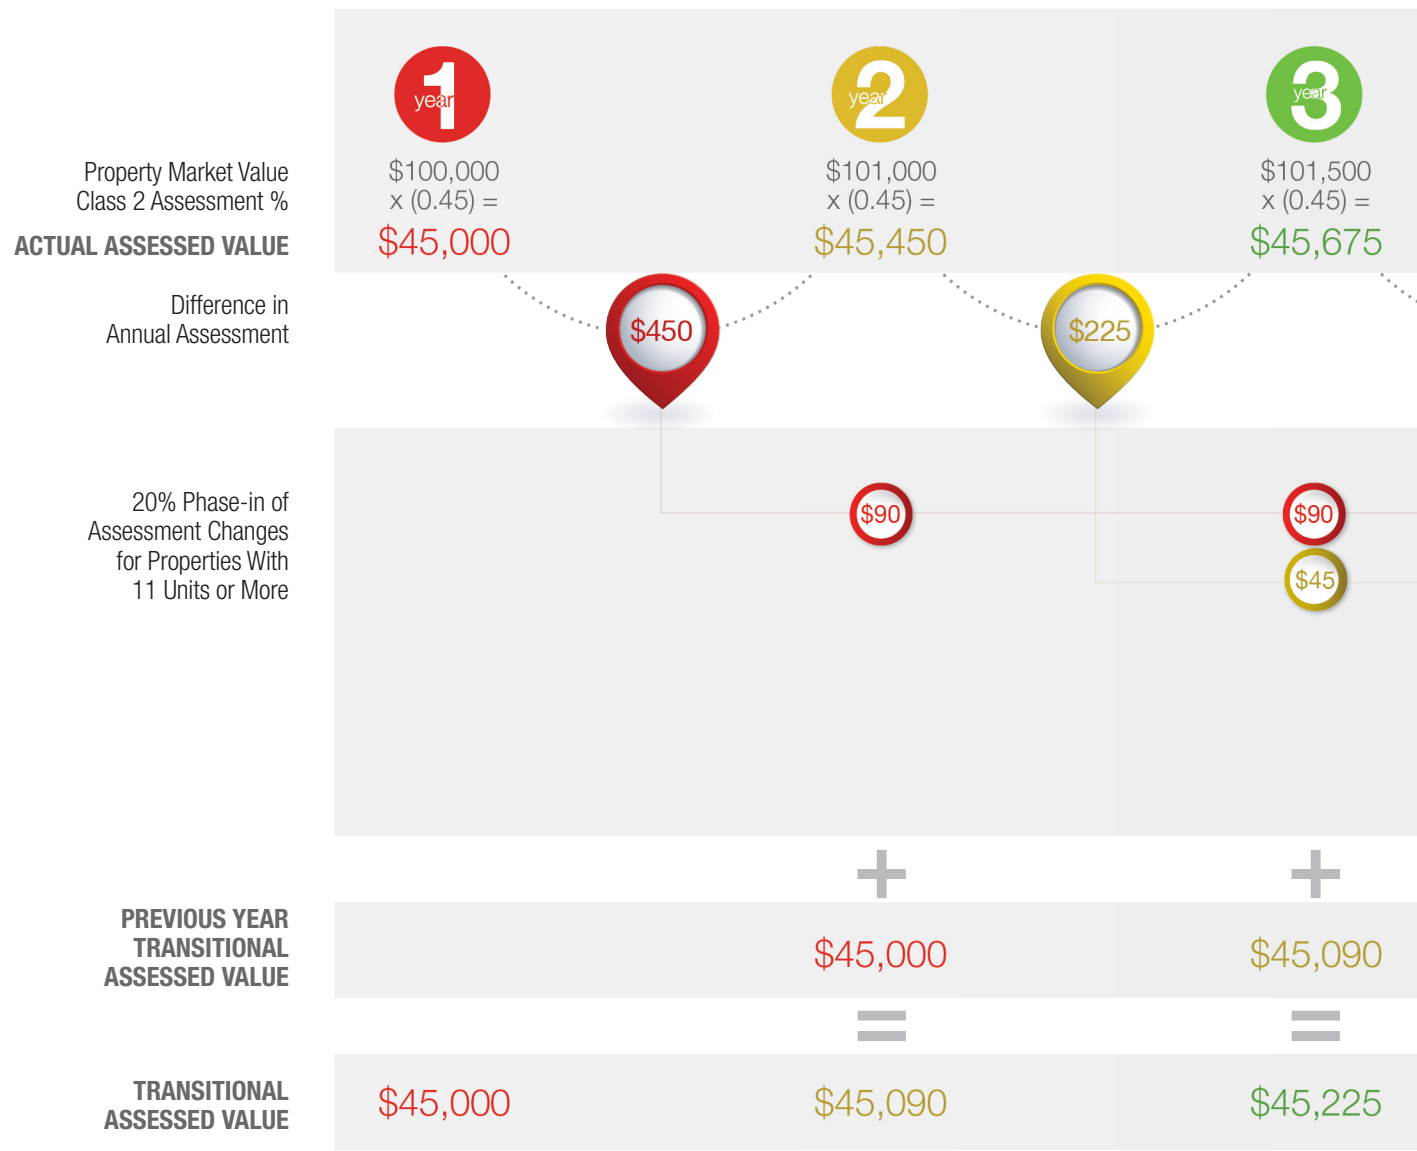 year 1
year 2
year 3
Property Market Value
Class 2 Assessment %
$100,000
x (0.45) =
$101,000
x (0.45) =
$101,500
x (0.45) =
ACTUAL ASSESSED VALUE
$45,000
$45,450
$45,675
Difference in
Annual Assessment
$450
$225
20% Phase-in of
Assessment Changes
for Properties With
11 Units or More
$90
$90
$45
+
+
PREVIOUS YEAR
TRANSITIONAL
ASSESSED VALUE
$45,000
$45,090
=
=
TRANSITIONAL
ASSESSED VALUE
$45,000
$45,090
$45,225